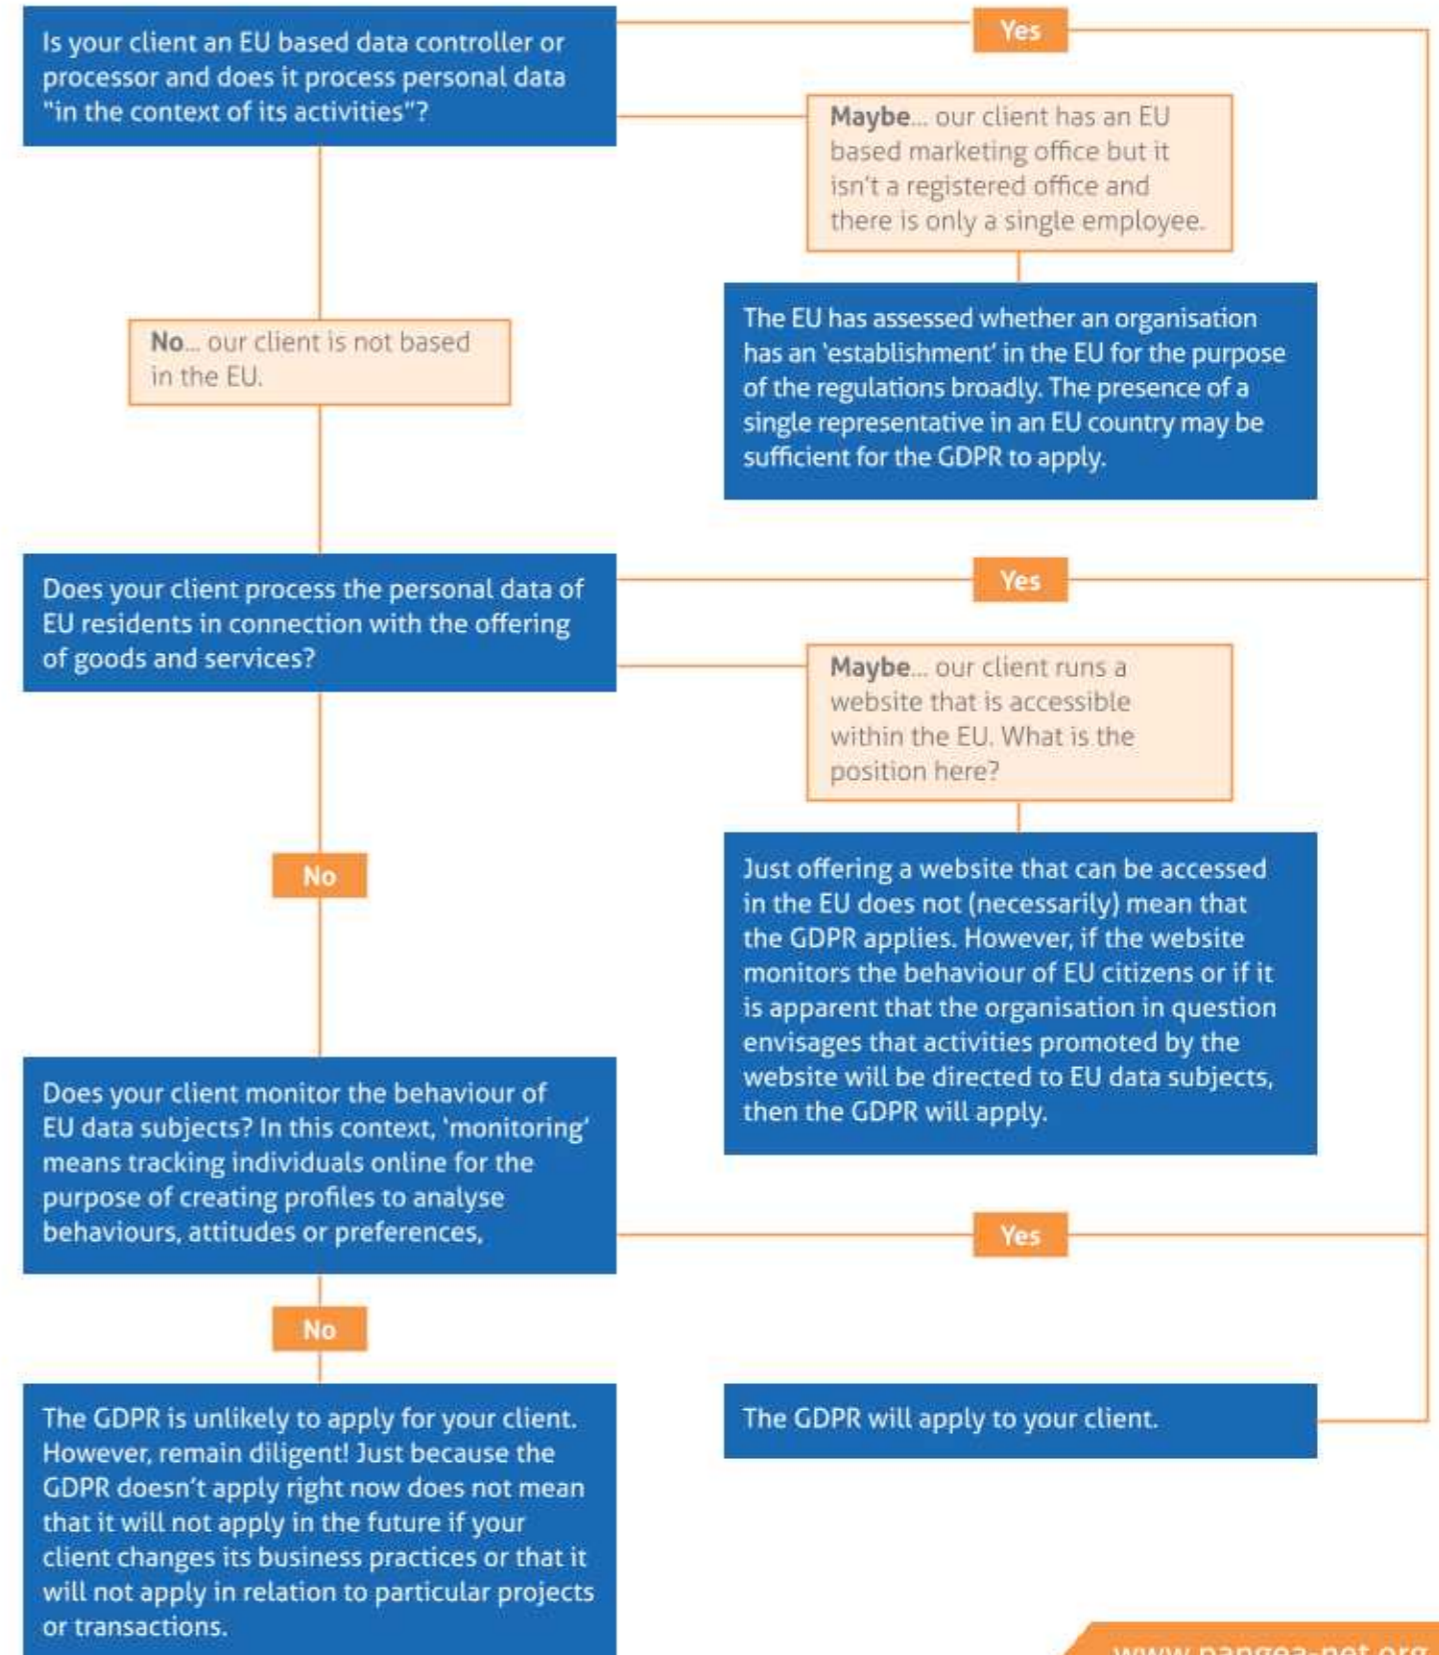 Is your client an EU based data controller or
processor and does it process personal data
"in the context of its activities"?
Yes
Maybe... our client has an EU
based marketing office but it
isn't a registered office and
there is only a single employee.
The EU has assessed whether an organisation
has an 'establishment' in the EU for the purpose
of the regulations broadly. The presence of a
single representative in an EU country may be
sufficient for the GDPR to apply.
No... our client is not based
in the EU.
Does your client process the personal data of
EU residents in connection with the offering
of goods and services?
Yes
Maybe... our client runs a
website that is accessible
within the EU. What is the
position here?
Just offering a website that can be accessed
in the EU does not (necessarily) mean that
the GDPR applies. However, if the website
monitors the behaviour of EU citizens or if it
is apparent that the organisation in question
envisages that activities promoted by the
website will be directed to EU data subjects,
then the GDPR will apply.
No
Does your client monitor the behaviour of
EU data subjects? In this context, 'monitoring'
means tracking individuals online for the
purpose of creating profiles to analyse
behaviours, attitudes or preferences,
Yes
No
The GDPR is unlikely to apply for your client.
However, remain diligent! Just because the
GDPR doesn't apply right now does not mean
that it will not apply in the future if your
client changes its business practices or that it
will not apply in relation to particular projects
or transactions.
The GDPR will apply to your client.
www.pangea-net.org